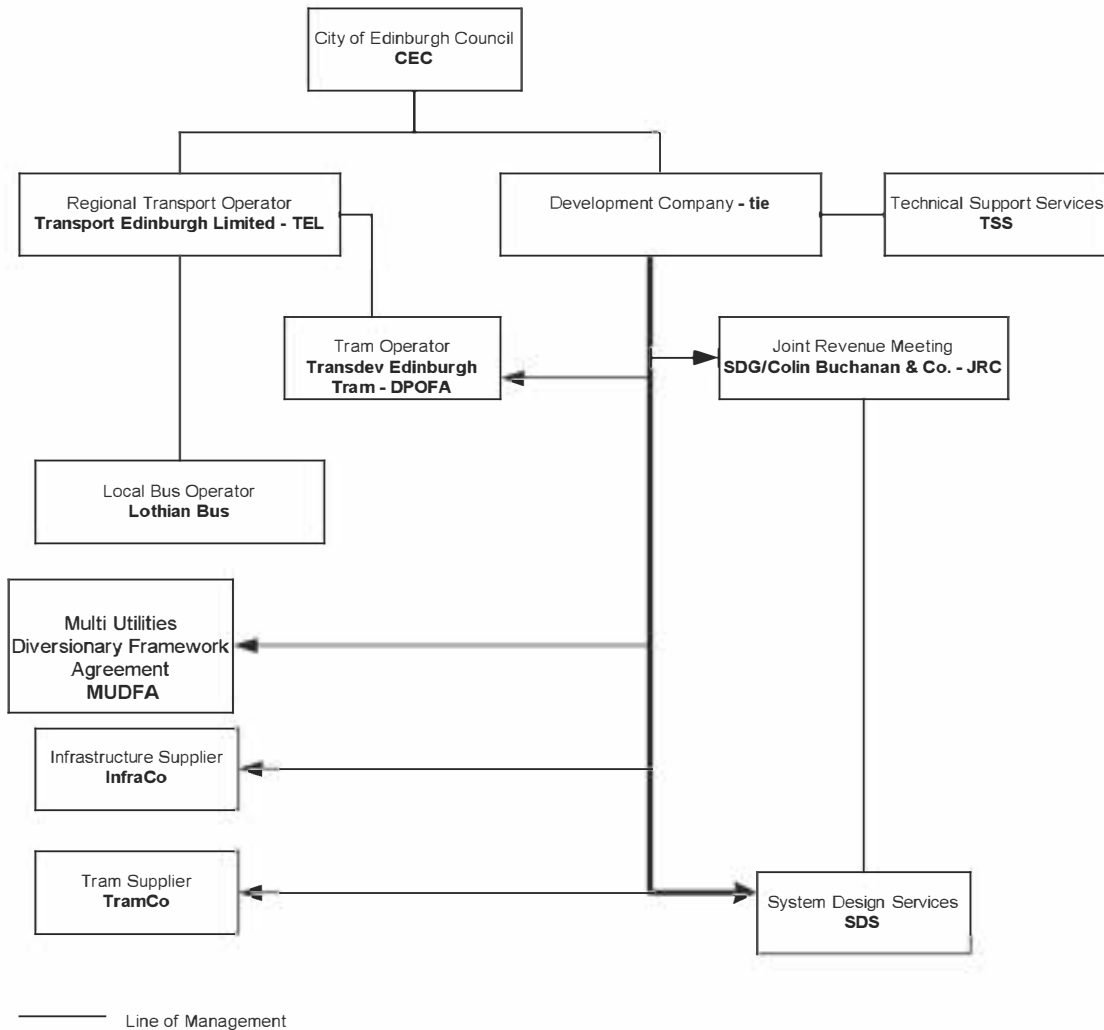 City of Edinburgh Council
CEC
Regional Transport Operator
Transport Edinburgh Limited - TEL
Development Company - tie
Technical Support Services
TSS
Tram Operator
Transdev Edinburgh
Tram - DPOFA
Joint Revenue Meeting
SDG/Colin Buchanan & Co. - JRC
Local Bus Operator
Lothian Bus
Multi Utilities
Diversionary Framework
Agreement
MUDFA
Infrastructure Supplier
InfraCo
Tram Supplier
TramCo
System Design Services
SDS
Line of Management